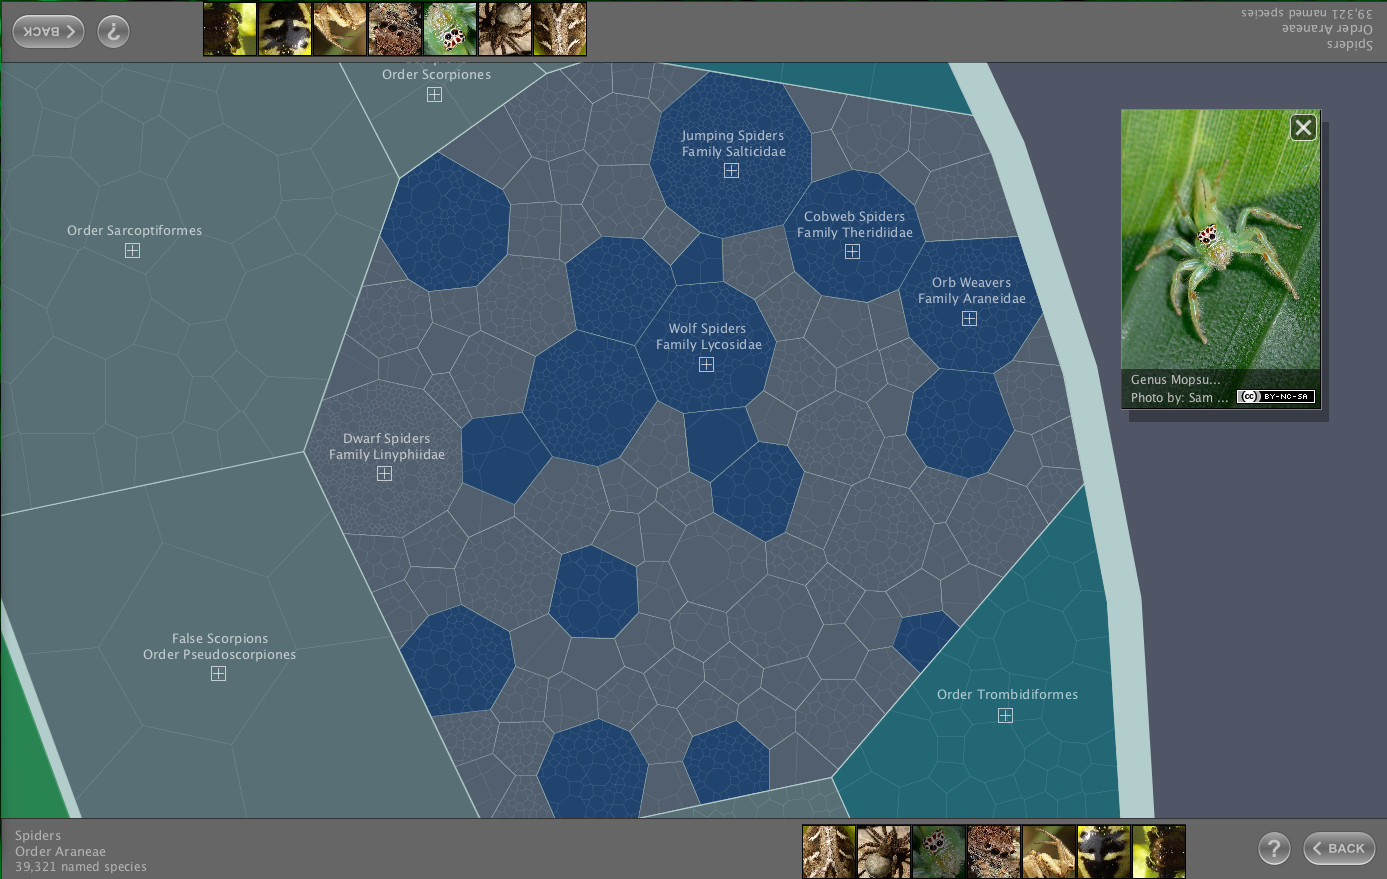 BACK
?
Spiders
Order Araneae
39,321 named species
Order Scorpiones
Jumping Spiders
Family Salticidae
Cobweb Spiders
Family Theridiidae
Order Sarcoptiformes
Orb Weavers
Family Araneidae
Wolf Spiders
Family Lycosidae
Genus Mopsu...
Photo by: Sam ...
cc BY-NC-SA
Dwarf Spiders
Family Linyphiidae
False Scorpions
Order Pseudoscorpiones
Order Trombidiformes
Spiders
Order Araneae
39,321 named species
?
BACK